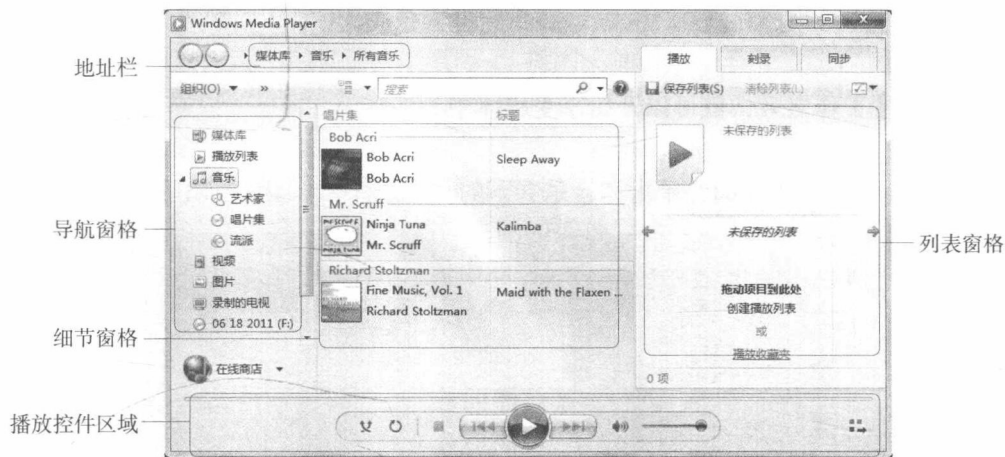 Windows Media Player
媒体库 ▸ 音乐 ▸ 所有音乐
播放 刻录 同步
地址栏
组织(O) » 搜索 保存列表(S) 清除列表(L)
唱片集 标题
媒体库
播放列表
音乐
艺术家
唱片集
流派
视频
图片
录制的电视
06 18 2011 (F:)
在线商店
导航窗格
细节窗格
播放控件区域
Bob Acri
Bob Acri
Bob Acri
Sleep Away
Mr. Scruff
Ninja Tuna
Mr. Scruff
Kalimba
Richard Stoltzman
Fine Music, Vol. 1
Richard Stoltzman
Maid with the Flaxen ...
未保存的列表
未保存的列表
拖动项目到此处
创建播放列表
或
播放收藏夹
0 项
列表窗格